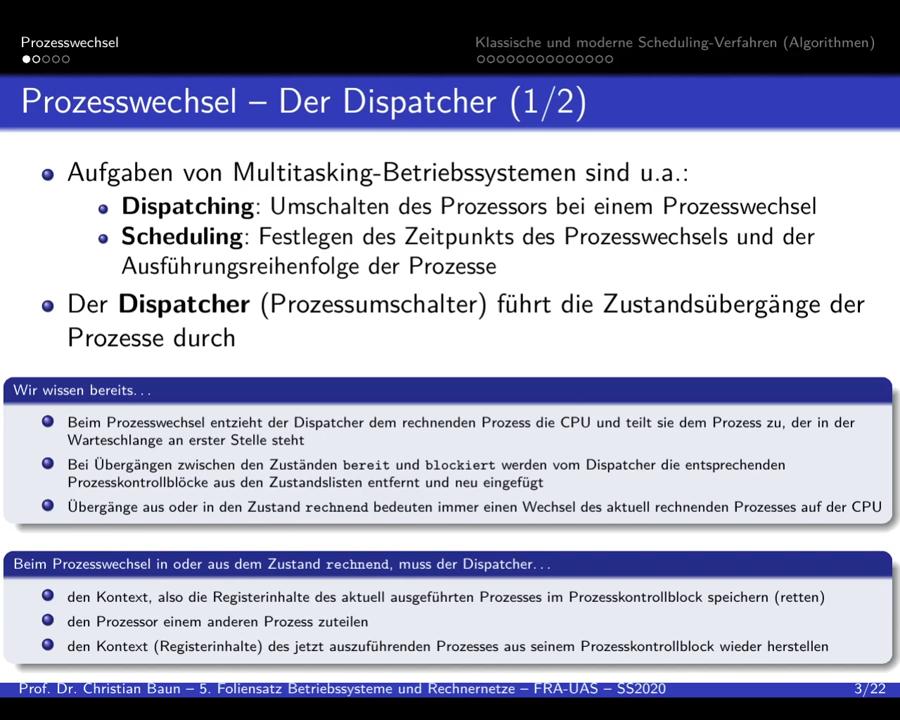 Prozesswechsel
Klassische und moderne Scheduling-Verfahren (Algorithmen)
Prozesswechsel – Der Dispatcher (1/2)
Aufgaben von Multitasking-Betriebssystemen sind u.a.:
Dispatching: Umschalten des Prozessors bei einem Prozesswechsel
Scheduling: Festlegen des Zeitpunkts des Prozesswechsels und der
Ausführungsreihenfolge der Prozesse
Der Dispatcher (Prozessumschalter) führt die Zustandsübergänge der
Prozesse durch
Wir wissen bereits...
Beim Prozesswechsel entzieht der Dispatcher dem rechnenden Prozess die CPU und teilt sie dem Prozess zu, der in der
Warteschlange an erster Stelle steht
Bei Übergängen zwischen den Zuständen bereit und blockiert werden vom Dispatcher die entsprechenden
Prozesskontrollblöcke aus den Zustandslisten entfernt und neu eingefügt
Übergänge aus oder in den Zustand rechnend bedeuten immer einen Wechsel des aktuell rechnenden Prozesses auf der CPU
Beim Prozesswechsel in oder aus dem Zustand rechnend, muss der Dispatcher...
den Kontext, also die Registerinhalte des aktuell ausgeführten Prozesses im Prozesskontrollblock speichern (retten)
den Prozessor einem anderen Prozess zuteilen
den Kontext (Registerinhalte) des jetzt auszuführenden Prozesses aus seinem Prozesskontrollblock wieder herstellen
Prof. Dr. Christian Baun – 5. Foliensatz Betriebssysteme und Rechnernetze – FRA-UAS – SS2020
3/22